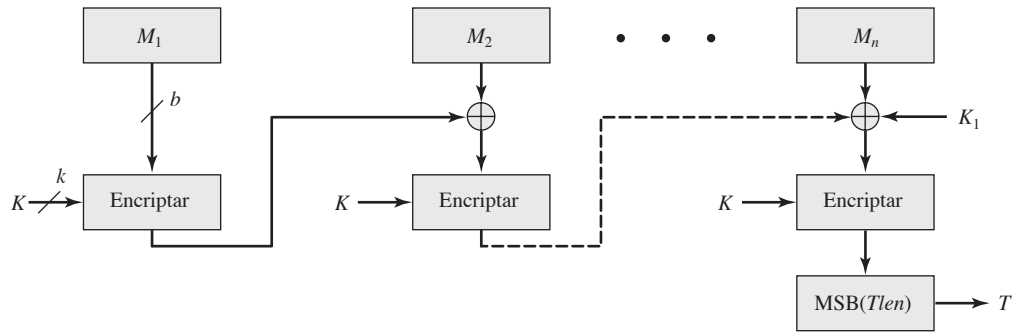 M1 M2 • • • Mn
b
K1
k
K Encriptar K Encriptar K Encriptar
MSB(Tlen) T